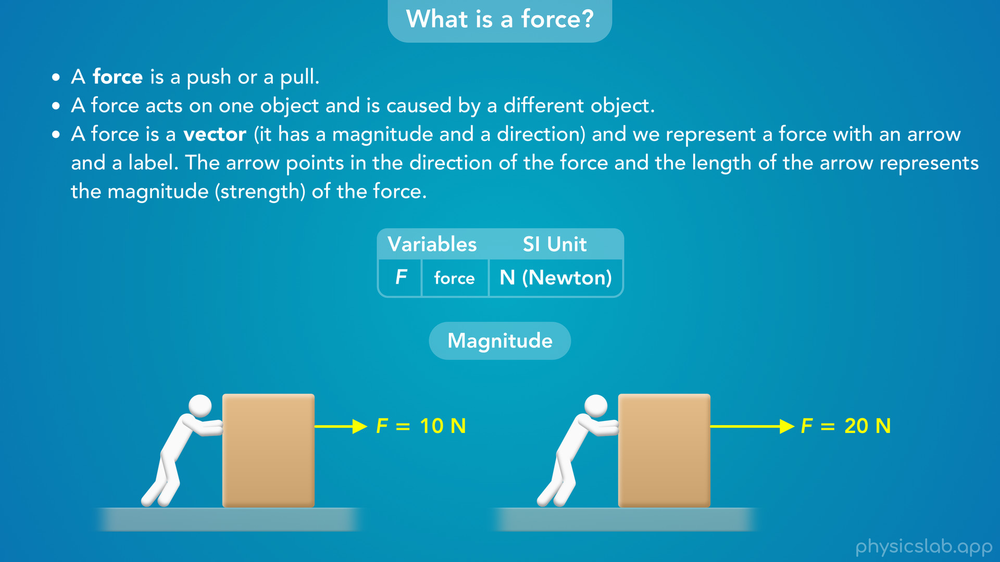 What is a force?
• A force is a push or a pull.
• A force acts on one object and is caused by a different object.
• A force is a vector (it has a magnitude and a direction) and we represent a force with an arrow
and a label. The arrow points in the direction of the force and the length of the arrow represents
the magnitude (strength) of the force.
Variables SI Unit
F force N (Newton)
Magnitude
F = 10 N F = 20 N
physicslab.app